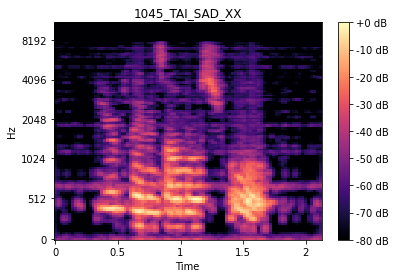 1045_TAI_SAD_XX
8192
4096
2048
1024
512
0
Hz
0
0.5
1
1.5
2
Time
+0 dB
-10 dB
-20 dB
-30 dB
-40 dB
-50 dB
-60 dB
-70 dB
-80 dB